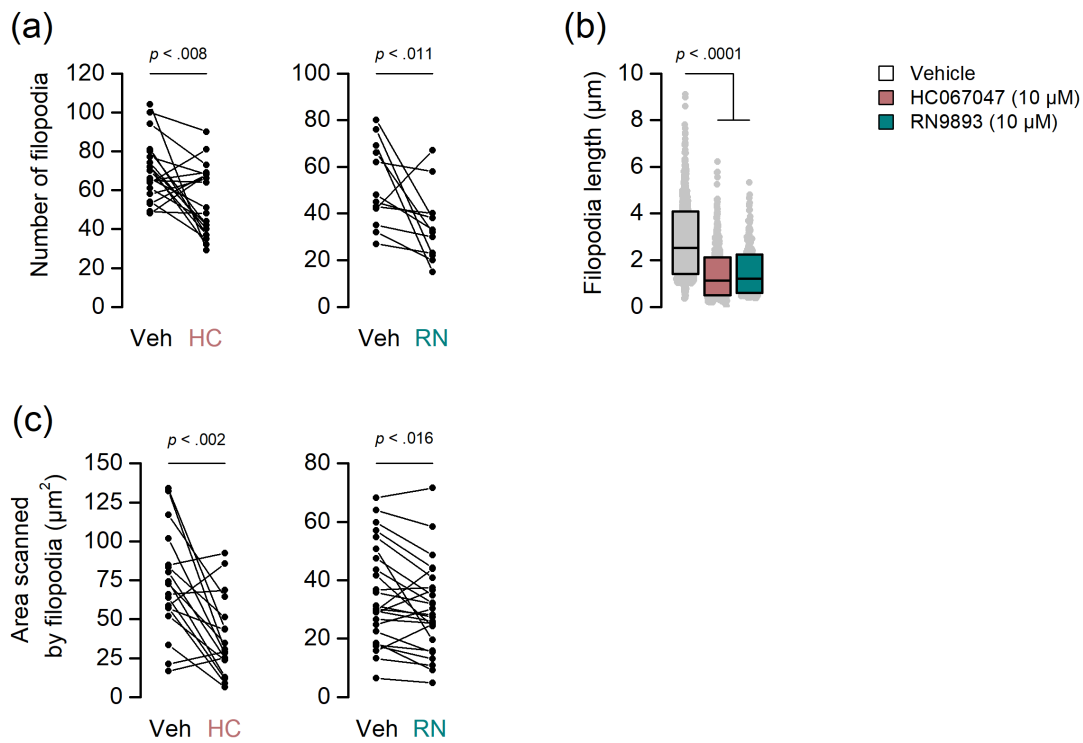 (a)
p < .008
Number of filopodia
120
100
80
60
40
20
0
Veh HC
p < .011
100
80
60
40
20
0
Veh RN
(b)
p < .0001
Filopodia length (µm)
10
8
6
4
2
0
Vehicle
HC067047 (10 µM)
RN9893 (10 µM)
(c)
p < .002
Area scanned
by filopodia (µm²)
150
125
100
75
50
25
0
Veh HC
p < .016
80
60
40
20
0
Veh RN